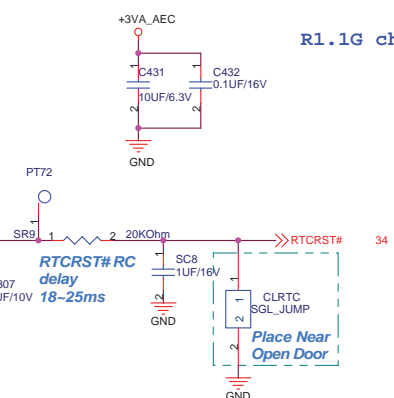 +3VA_AEC
R1.1G ch
1
C431
10UF/6.3V
2
1
C432
0.1UF/16V
2
GND
PT72
1
SR9
1
2
20KOhm
RTCRST#
34
RTCRST# RC
delay
18~25ms
307
UF/10V
1
SC8
1UF/16V
2
GND
1
1
2
CLRTC
SGL_JUMP
2
Place Near
Open Door
GND